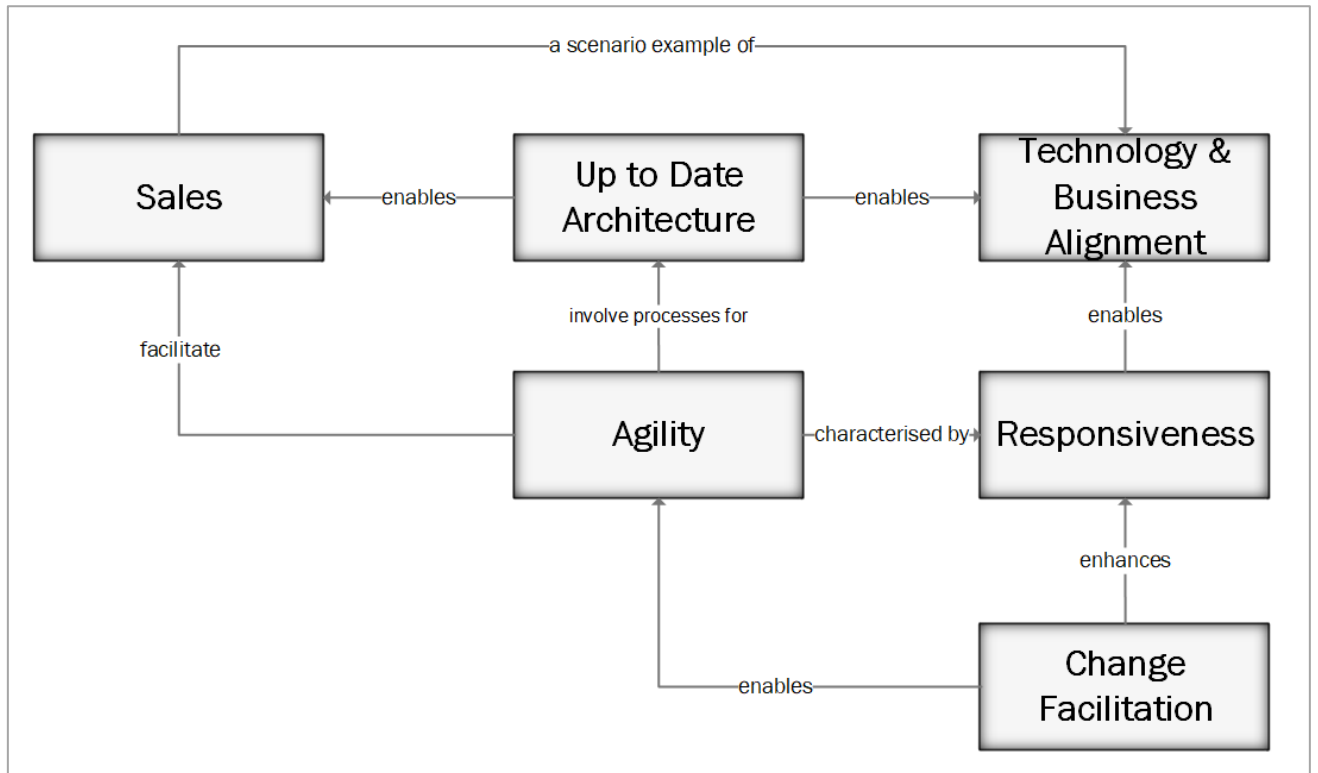 a scenario example of
Sales
enables
Up to Date
Architecture
enables
Technology &
Business
Alignment
facilitate
involve processes for
enables
Agility
characterised by
Responsiveness
enhances
enables
Change
Facilitation